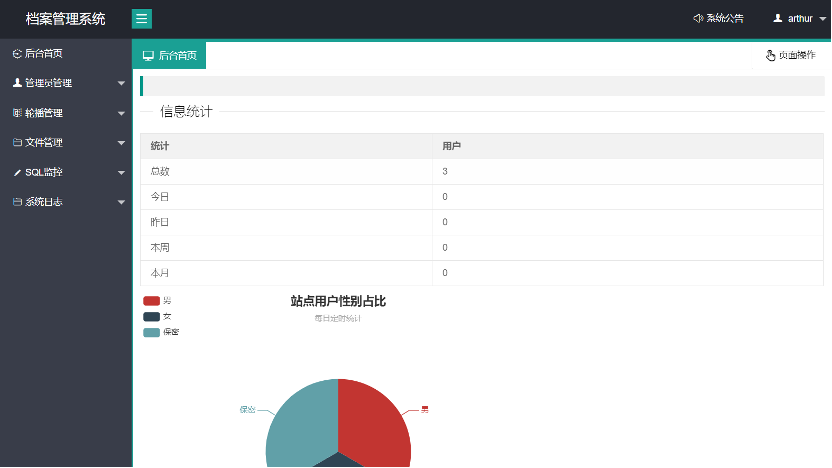 档案管理系统
系统公告
arthur
后台首页
管理员管理
轮播管理
文件管理
SQL监控
系统日志
后台首页
页面操作
信息统计
统计 用户
总数 3
今日 0
昨日 0
本周 0
本月 0
男
女
保密
站点用户性别占比
每日定时统计
保密
男